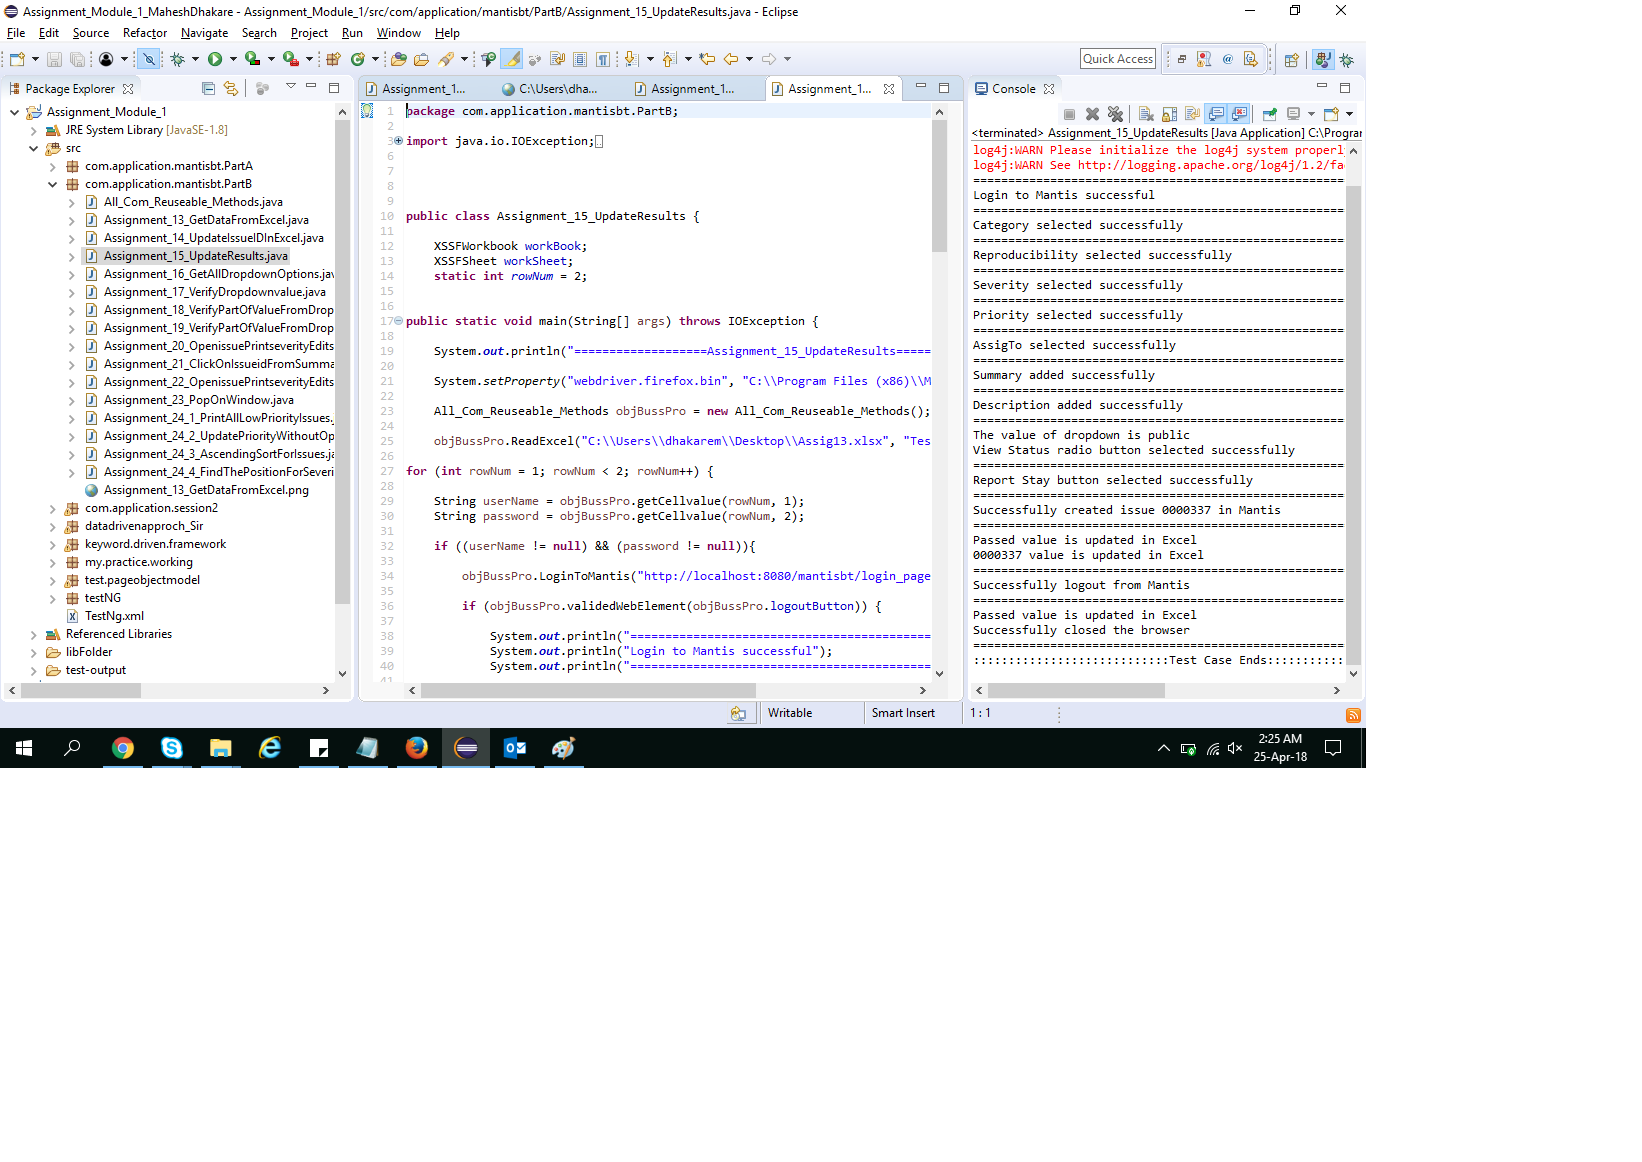 Assignment_Module_1_MaheshDhakare - Assignment_Module_1/src/com/application/mantisbt/PartB/Assignment_15_UpdateResults.java - Eclipse
File Edit Source Refactor Navigate Search Project Run Window Help
Quick Access
Package Explorer
Assignment_Module_1
JRE System Library [JavaSE-1.8]
src
com.application.mantisbt.PartA
com.application.mantisbt.PartB
All_Com_Reuseable_Methods.java
Assignment_13_GetDataFromExcel.java
Assignment_14_UpdateIssueIDInExcel.java
Assignment_15_UpdateResults.java
Assignment_16_GetAllDropdownOptions.jav
Assignment_17_VerifyDropdownvalue.java
Assignment_18_VerifyPartOfValueFromDrop
Assignment_19_VerifyPartOfValueFromDrop
Assignment_20_OpenissuePrintseverityEdits
Assignment_21_ClickOnIssueidFromSumma
Assignment_22_OpenissuePrintseverityEdits
Assignment_23_PopOnWindow.java
Assignment_24_1_PrintAllLowPriorityIssues.
Assignment_24_2_UpdatePriorityWithoutOp
Assignment_24_3_AscendingSortForIssues.ja
Assignment_24_4_FindThePositionForSeveri
Assignment_13_GetDataFromExcel.png
com.application.session2
datadrivenapproch_Sir
keyword.driven.framework
my.practice.working
test.pageobjectmodel
testNG
TestNg.xml
Referenced Libraries
libFolder
test-output
Assignment_1... C:\Users\dha... Assignment_1... Assignment_1...
1 package com.application.mantisbt.PartB;
2
3 import java.io.IOException;
6
7
8
9
10 public class Assignment_15_UpdateResults {
11
12 XSSFWorkbook workBook;
13 XSSFSheet workSheet;
14 static int rowNum = 2;
15
16
17 public static void main(String[] args) throws IOException {
18
19 System.out.println("===================Assignment_15_UpdateResults=====
20
21 System.setProperty("webdriver.firefox.bin", "C:\\Program Files (x86)\\M
22
23 All_Com_Reuseable_Methods objBussPro = new All_Com_Reuseable_Methods();
24
25 objBussPro.ReadExcel("C:\\Users\\dhakarem\\Desktop\\Assig13.xlsx", "Tes
26
27 for (int rowNum = 1; rowNum < 2; rowNum++) {
28
29 String userName = objBussPro.getCellvalue(rowNum, 1);
30 String password = objBussPro.getCellvalue(rowNum, 2);
31
32 if ((userName != null) && (password != null)){
33
34 objBussPro.LoginToMantis("http://localhost:8080/mantisbt/login_page
35
36 if (objBussPro.validedWebElement(objBussPro.logoutButton)) {
37
38 System.out.println("===========================================
39 System.out.println("Login to Mantis successful");
40 System.out.println("===========================================
41
Console
<terminated> Assignment_15_UpdateResults [Java Application] C:\Progran
log4j:WARN Please initialize the log4j system properl
log4j:WARN See http://logging.apache.org/log4j/1.2/fa
=====================================================
Login to Mantis successful
=====================================================
Category selected successfully
=====================================================
Reproducibility selected successfully
=====================================================
Severity selected successfully
=====================================================
Priority selected successfully
=====================================================
AssigTo selected successfully
=====================================================
Summary added successfully
=====================================================
Description added successfully
=====================================================
The value of dropdown is public
View Status radio button selected successfully
=====================================================
Report Stay button selected successfully
=====================================================
Successfully created issue 0000337 in Mantis
=====================================================
Passed value is updated in Excel
0000337 value is updated in Excel
=====================================================
Successfully logout from Mantis
=====================================================
Passed value is updated in Excel
Successfully closed the browser
=====================================================
::::::::::::::::::::::::::::Test Case Ends:::::::::::
Writable Smart Insert 1 : 1
2:25 AM
25-Apr-18